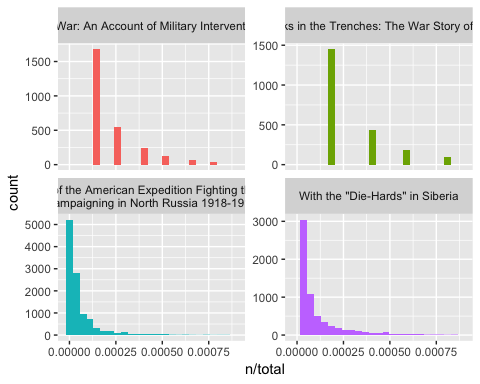 War: An Account of Military Intervent
ks in the Trenches: The War Story of
1500
1000
500
0
1500
1000
500
0
of the American Expedition Fighting t
ampaigning in North Russia 1918-19
With the "Die-Hards" in Siberia
5000
4000
3000
2000
1000
0
3000
2000
1000
0
0.00000 0.00025 0.00050 0.00075
0.00000 0.00025 0.00050 0.00075
count
n/total